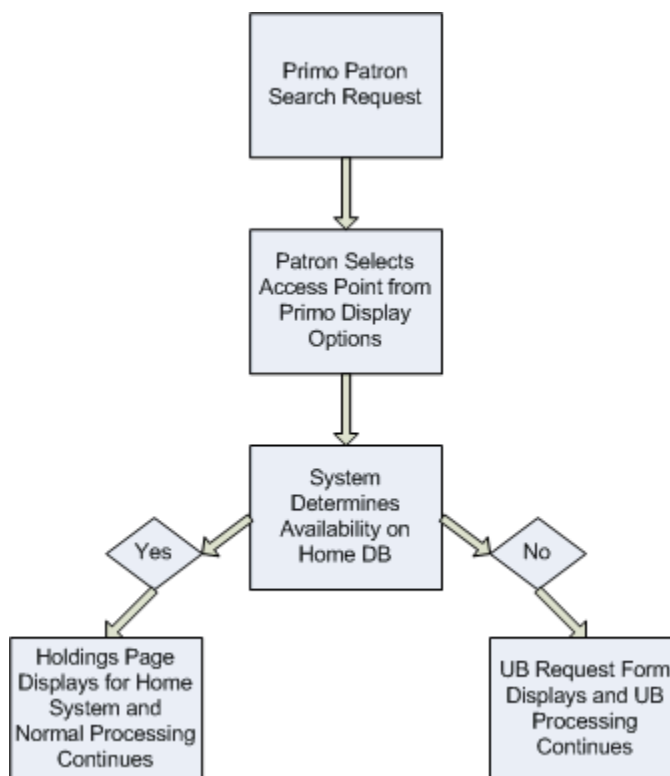 Primo Patron
Search Request
Patron Selects
Access Point from
Primo Display
Options
System
Determines
Availability on
Home DB
Yes
No
Holdings Page
Displays for Home
System and
Normal Processing
Continues
UB Request Form
Displays and UB
Processing
Continues